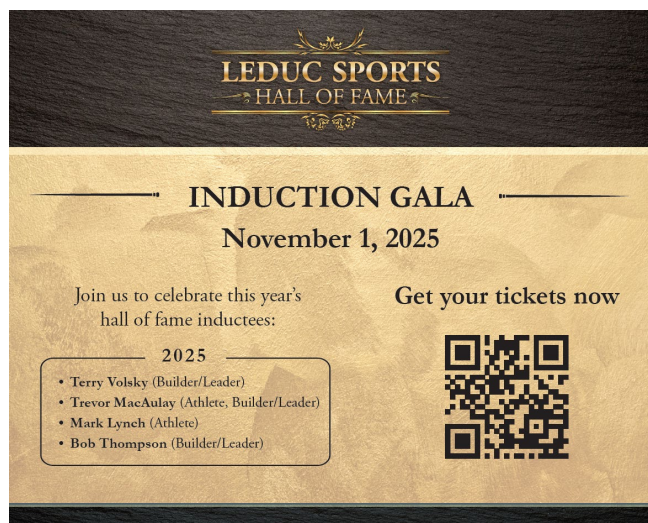 LEDUC SPORTS
HALL OF FAME
INDUCTION GALA
November 1, 2025
Join us to celebrate this year's
hall of fame inductees:
2025
• Terry Volsky (Builder/Leader)
• Trevor MacAulay (Athlete, Builder/Leader)
• Mark Lynch (Athlete)
• Bob Thompson (Builder/Leader)
Get your tickets now